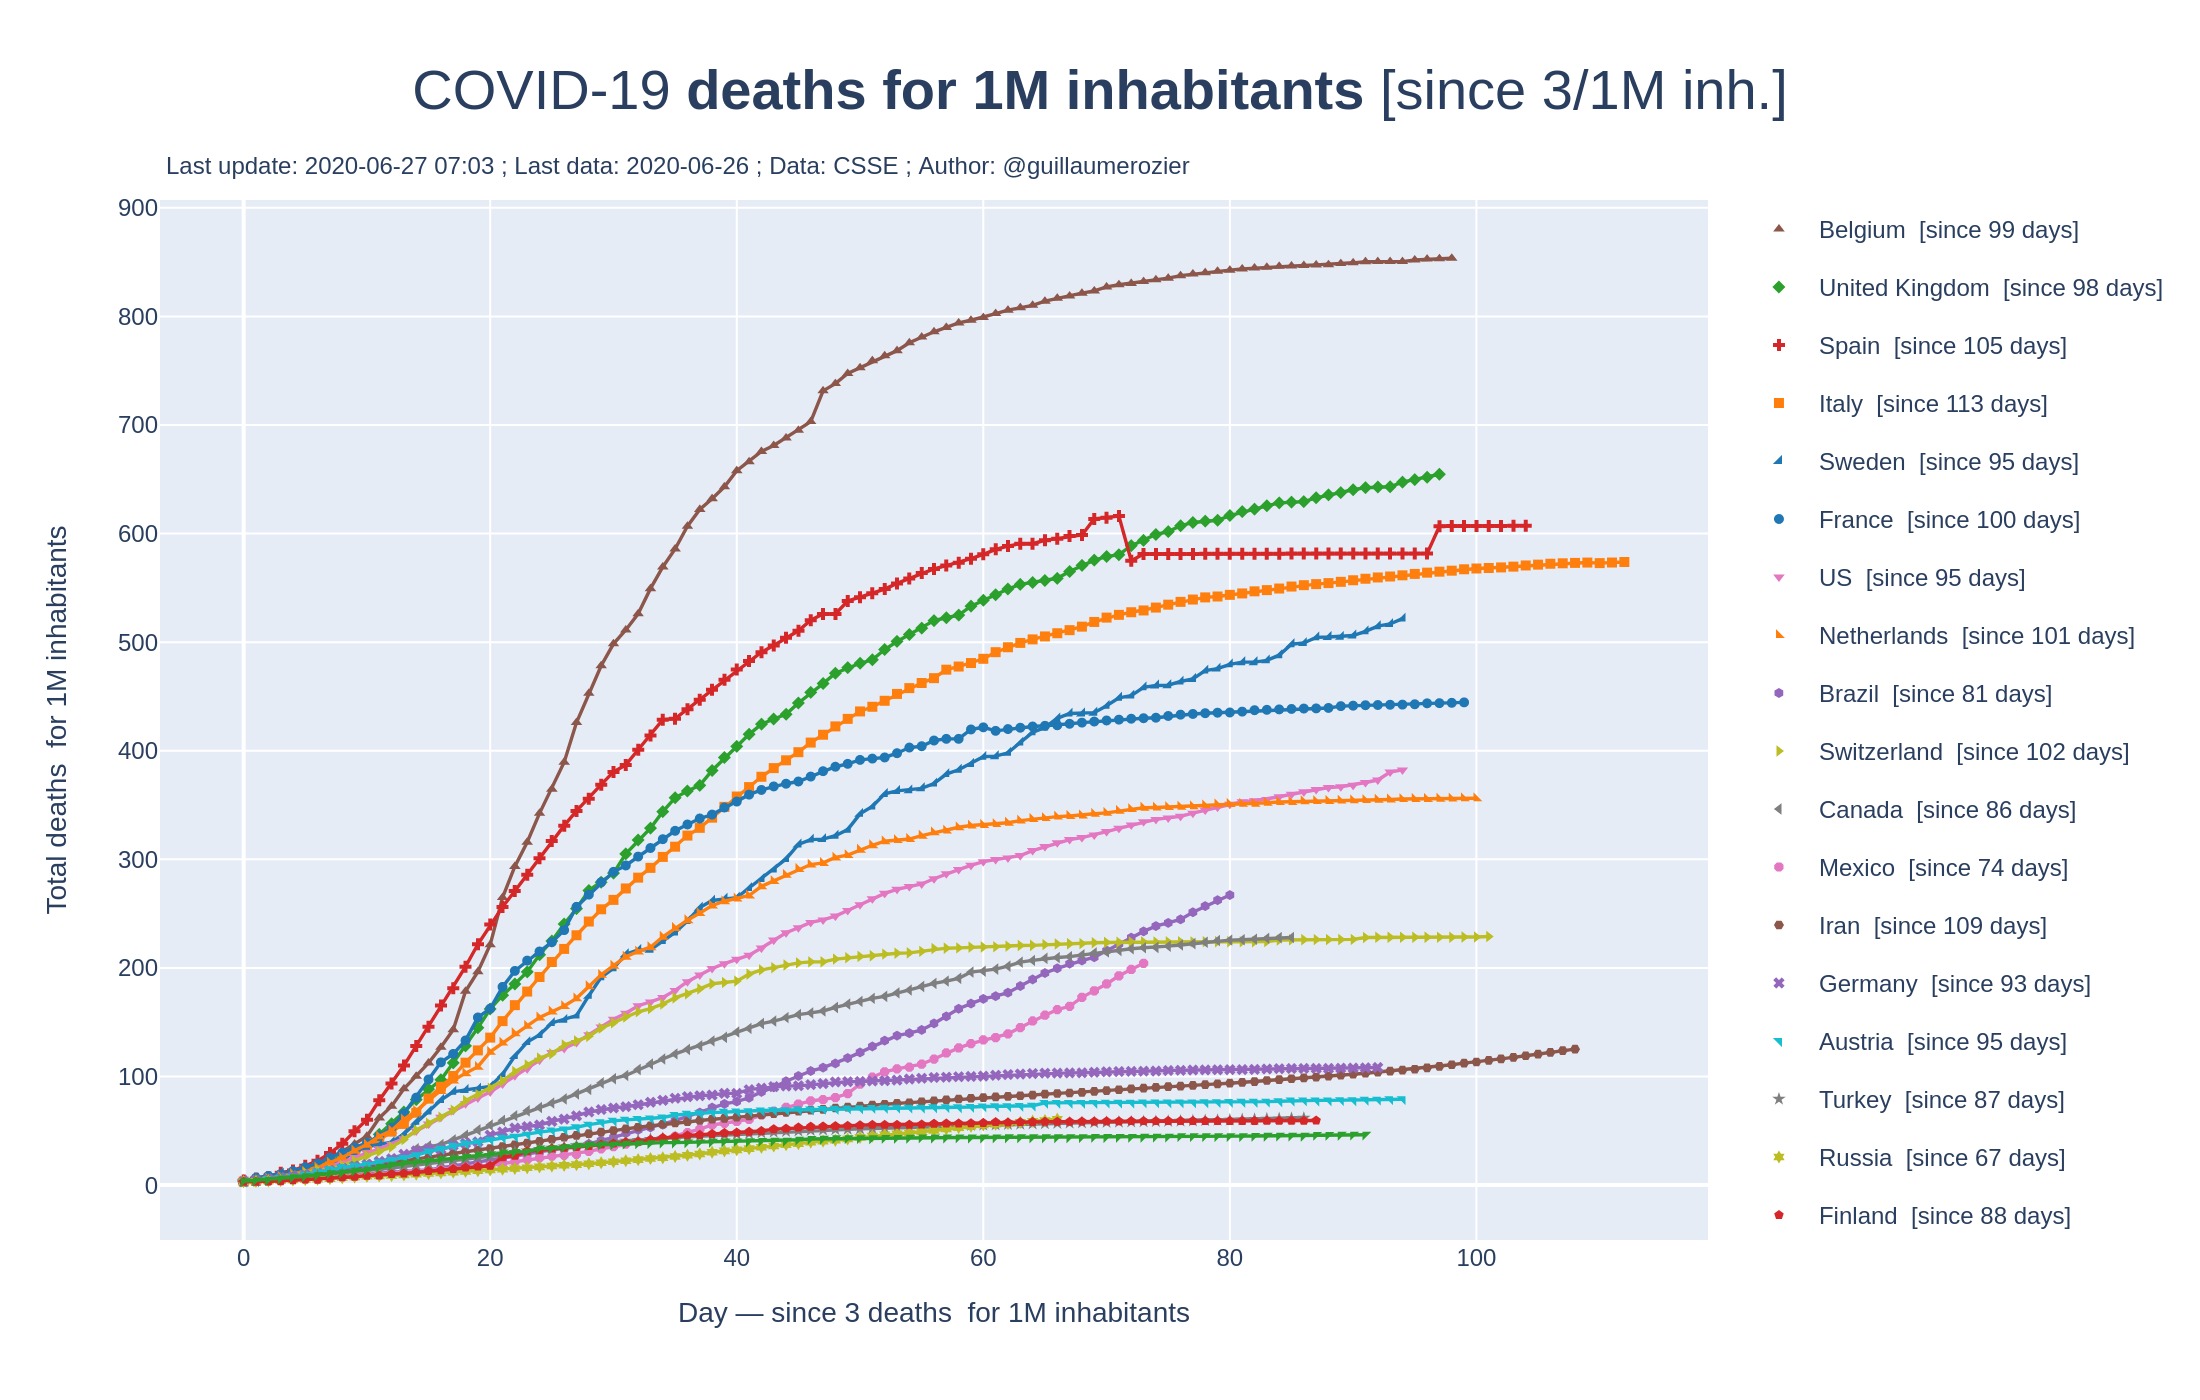 COVID-19 deaths for 1M inhabitants [since 3/1M inh.]
Last update: 2020-06-27 07:03 ; Last data: 2020-06-26 ; Data: CSSE ; Author: @guillaumerozier
Total deaths for 1M inhabitants
900
800
700
600
500
400
300
200
100
0
0 20 40 60 80 100
Day — since 3 deaths for 1M inhabitants
Belgium [since 99 days]
United Kingdom [since 98 days]
Spain [since 105 days]
Italy [since 113 days]
Sweden [since 95 days]
France [since 100 days]
US [since 95 days]
Netherlands [since 101 days]
Brazil [since 81 days]
Switzerland [since 102 days]
Canada [since 86 days]
Mexico [since 74 days]
Iran [since 109 days]
Germany [since 93 days]
Austria [since 95 days]
Turkey [since 87 days]
Russia [since 67 days]
Finland [since 88 days]